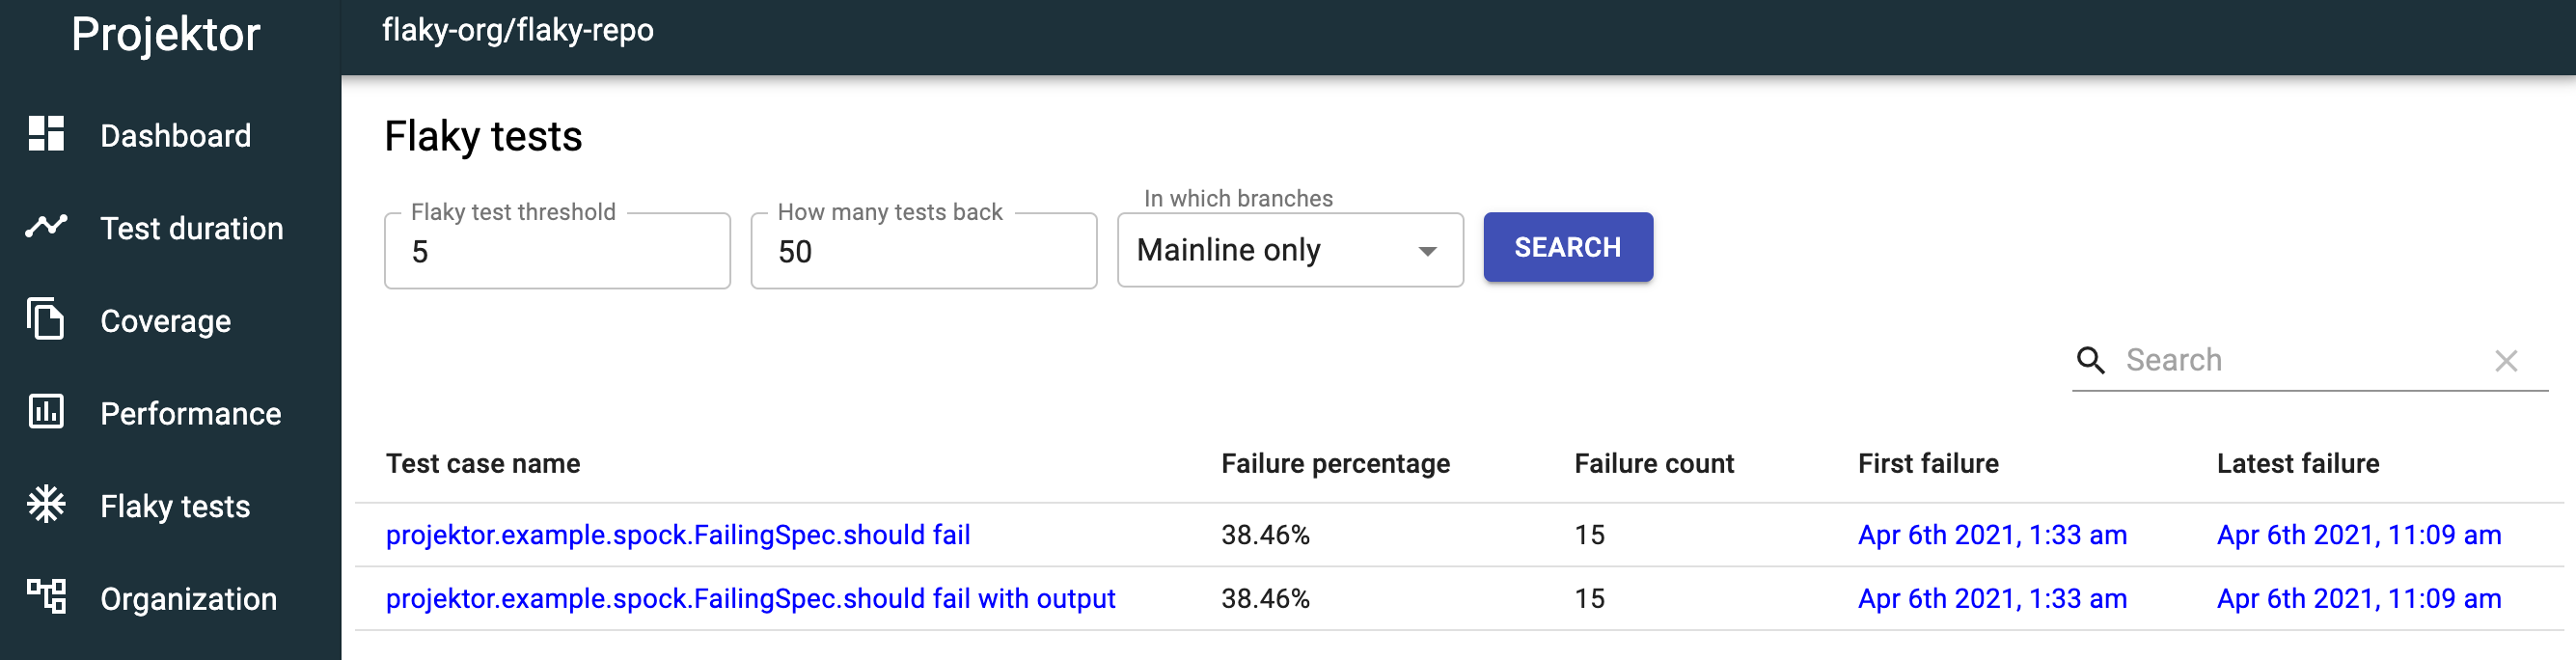 Projektor
flaky-org/flaky-repo
Dashboard
Test duration
Coverage
Performance
Flaky tests
Organization
Flaky tests
Flaky test threshold
5
How many tests back
50
In which branches
Mainline only
SEARCH
Search
Test case name Failure percentage Failure count First failure Latest failure
projektor.example.spock.FailingSpec.should fail 38.46% 15 Apr 6th 2021, 1:33 am Apr 6th 2021, 11:09 am
projektor.example.spock.FailingSpec.should fail with output 38.46% 15 Apr 6th 2021, 1:33 am Apr 6th 2021, 11:09 am